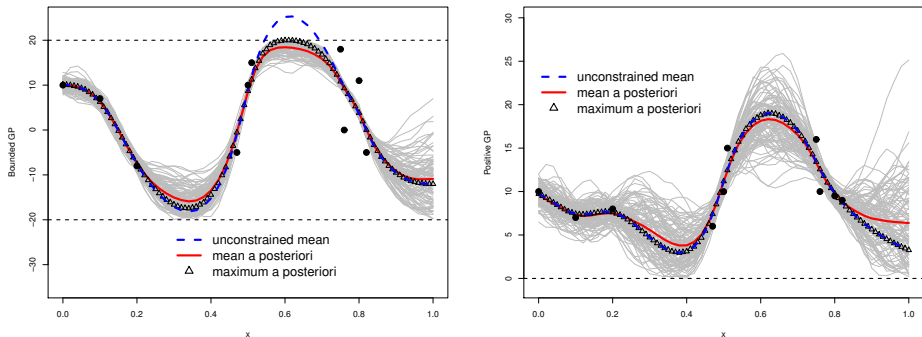 Bounded GP
20
10
0
-10
-20
-30
unconstrained mean
mean a posteriori
maximum a posteriori
0.0 0.2 0.4 0.6 0.8 1.0
x
Positive GP
30
25
20
15
10
5
0
unconstrained mean
mean a posteriori
maximum a posteriori
0.0 0.2 0.4 0.6 0.8 1.0
x